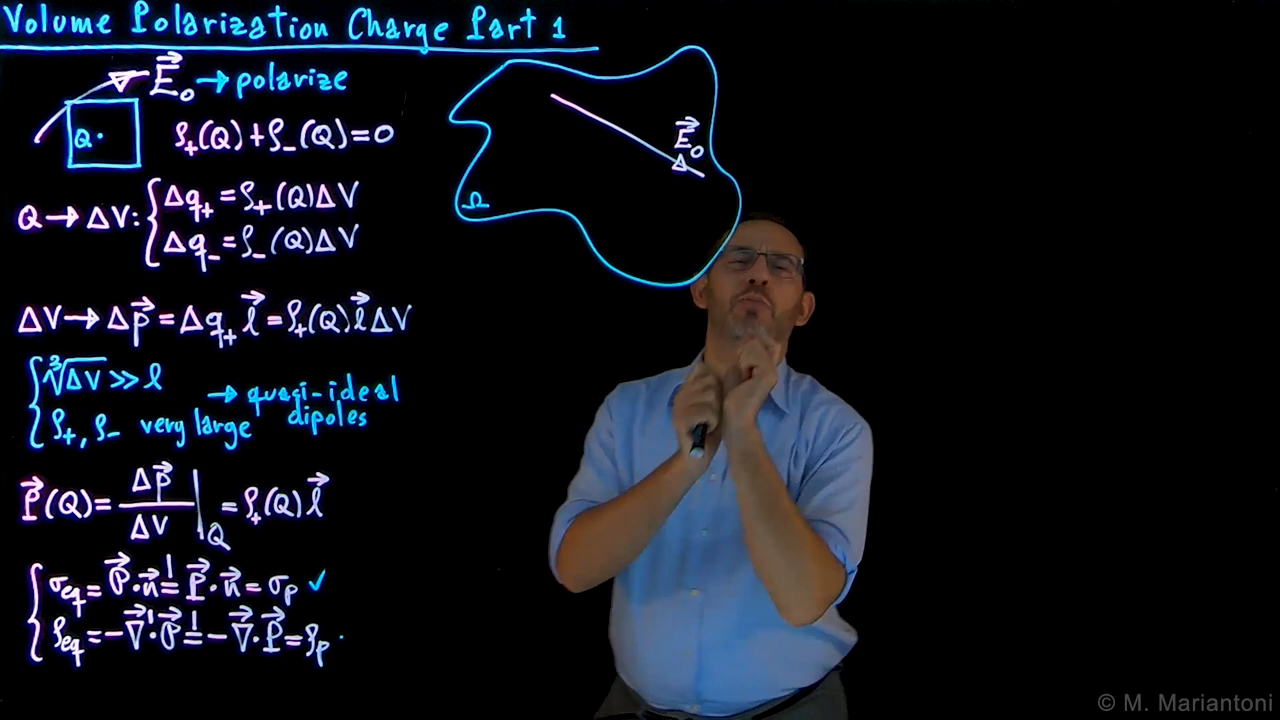 Volume Polarization Charge Part 1
E⃗₀ → polarize
Q · ρ₊(Q) + ρ₋(Q) = 0
Q → ΔV: { Δq₊ = ρ₊(Q)ΔV
Δq₋ = ρ₋(Q)ΔV
ΔV → Δp⃗ = Δq₊ l⃗ = ρ₊(Q) l⃗ ΔV
{ ∛ΔV ≫ l → quasi-ideal dipoles
ρ₊, ρ₋ very large
P⃗(Q) = Δp⃗/ΔV |Q = ρ₊(Q) l⃗
{ σeq = 𝒫⃗ · n⃗ =! P⃗ · n⃗ = σp ✓
ρeq = −∇⃗' · 𝒫⃗ =! −∇⃗ · P⃗ = ρp ·
E⃗₀
Ω
© M. Mariantoni